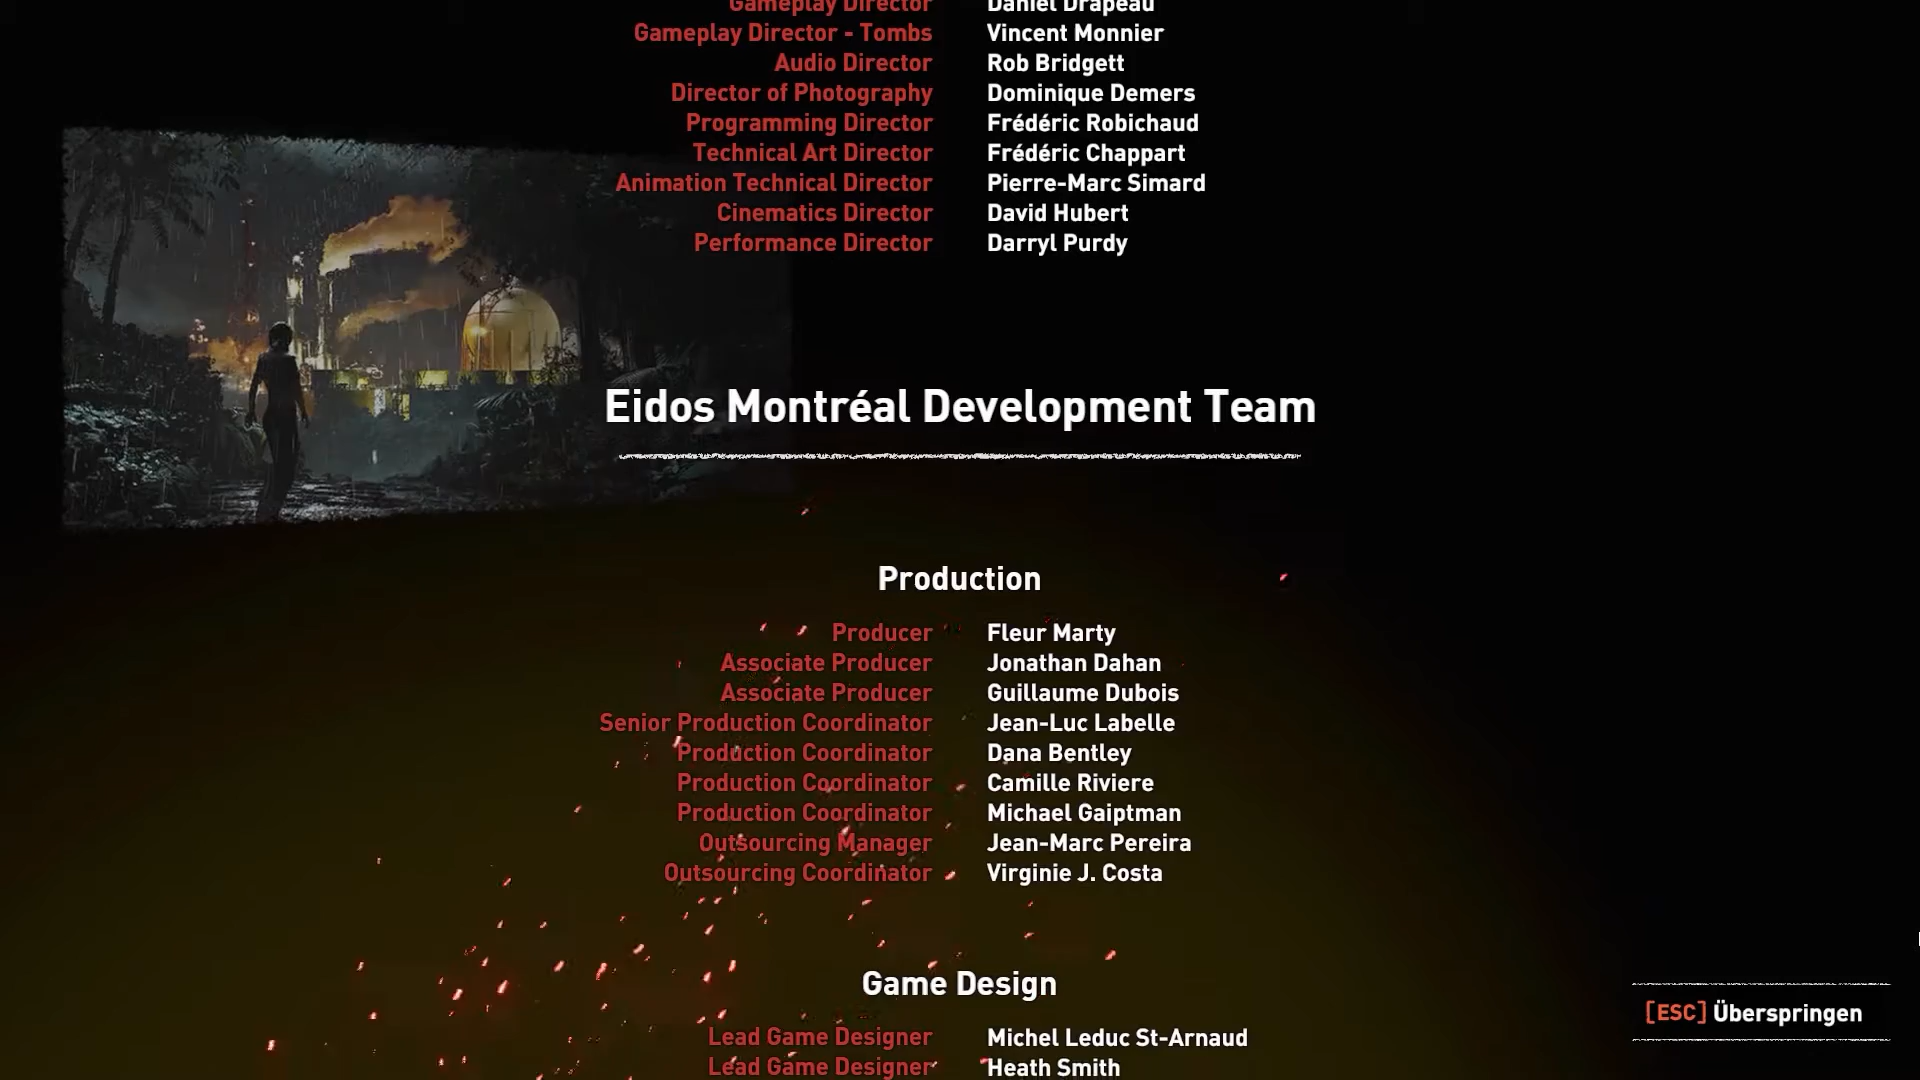 Gameplay Director Daniel Drapeau
Gameplay Director - Tombs Vincent Monnier
Audio Director Rob Bridgett
Director of Photography Dominique Demers
Programming Director Frédéric Robichaud
Technical Art Director Frédéric Chappart
Animation Technical Director Pierre-Marc Simard
Cinematics Director David Hubert
Performance Director Darryl Purdy
Eidos Montréal Development Team
Production
Producer Fleur Marty
Associate Producer Jonathan Dahan
Associate Producer Guillaume Dubois
Senior Production Coordinator Jean-Luc Labelle
Production Coordinator Dana Bentley
Production Coordinator Camille Riviere
Production Coordinator Michael Gaiptman
Outsourcing Manager Jean-Marc Pereira
Outsourcing Coordinator Virginie J. Costa
Game Design
[ESC] Überspringen
Lead Game Designer Michel Leduc St-Arnaud
Lead Game Designer Heath Smith